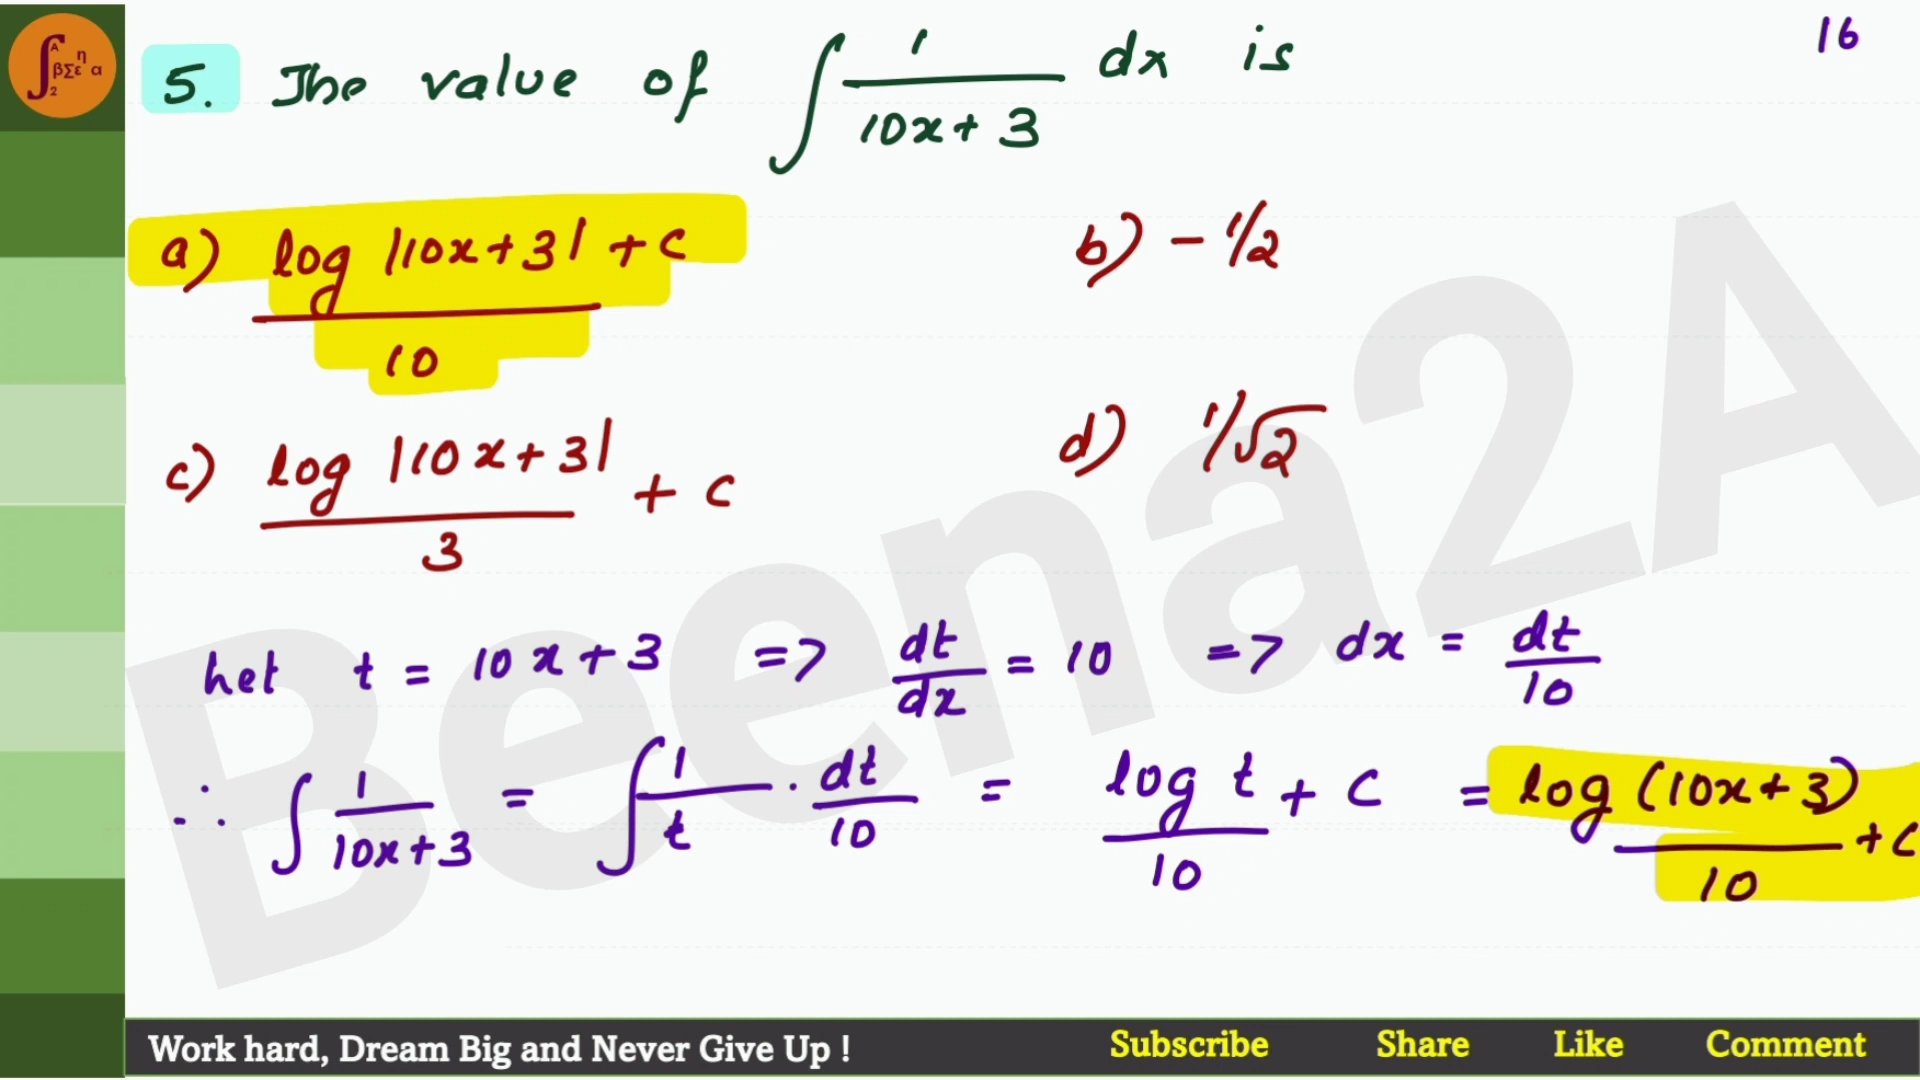 16
5. The value of ∫ 1/(10x+3) dx is
a) log |10x+3| + c / 10
b) -1/2
c) log |10x+3| / 3 + c
d) 1/√2
Let t = 10x+3 => dt/dx = 10 => dx = dt/10
∴ ∫ 1/(10x+3) = ∫ 1/t · dt/10 = log t/10 + c = log (10x+3)/10 + c
Beena2A
Work hard, Dream Big and Never Give Up !
Subscribe Share Like Comment